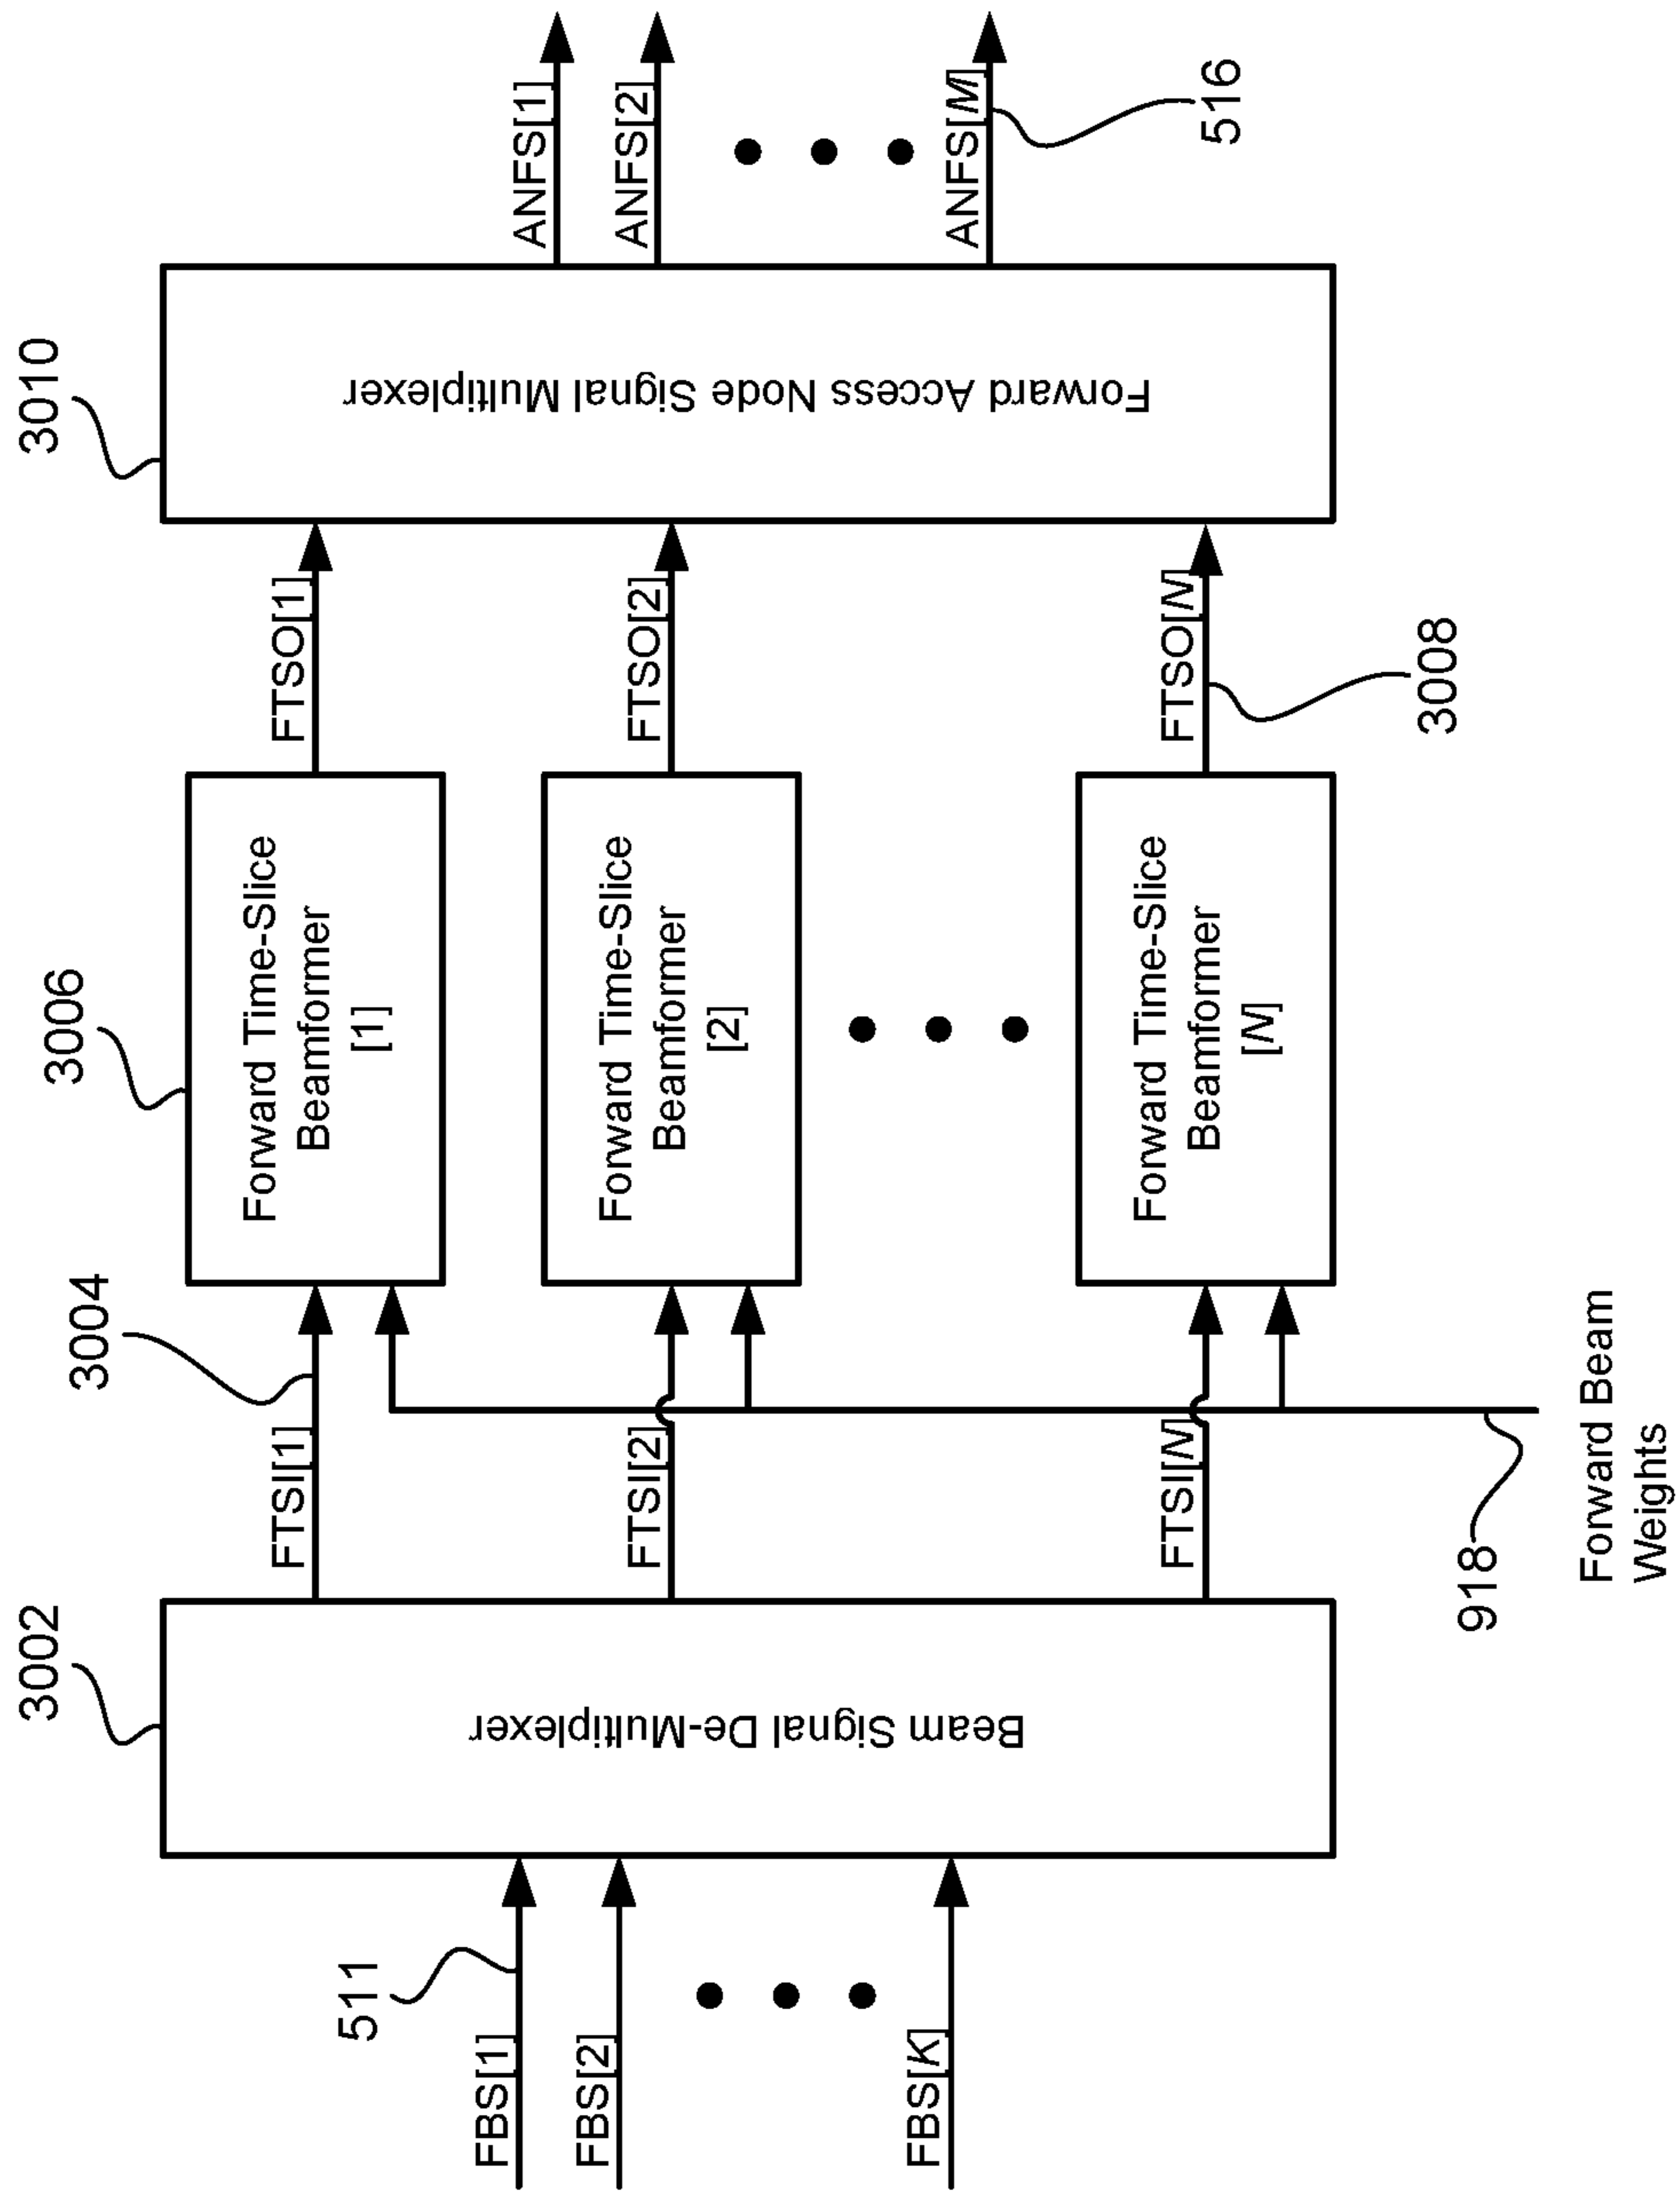 3002
3004
3006
3010
511
FBS[1]
FBS[2]
FBS[K]
Beam Signal De-Multiplexer
FTSI[1]
FTSI[2]
FTSI[N]
Forward Time-Slice
Beamformer
[1]
Forward Time-Slice
Beamformer
[2]
Forward Time-Slice
Beamformer
[N]
FTSO[1]
FTSO[2]
FTSO[N]
Forward Access Node Signal Multiplexer
ANFS[1]
ANFS[2]
ANFS[M]
516
3008
918
Forward Beam
Weights